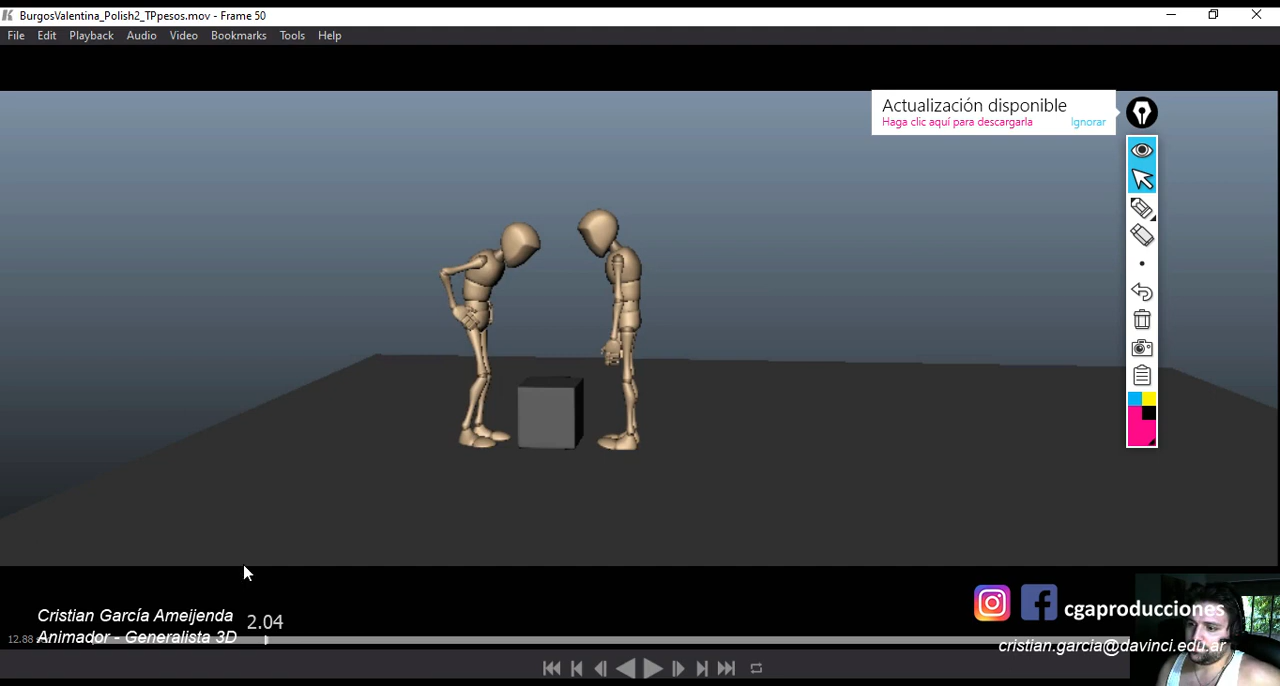 BurgosValentina_Polish2_TPpesos.mov - Frame 50
File Edit Playback Audio Video Bookmarks Tools Help
Actualización disponible
Haga clic aquí para descargarla Ignorar
Cristian García Ameijenda
Animador - Generalista 3D
2.04
12.88
cgaproducciones
cristian.garcia@davinci.edu.ar